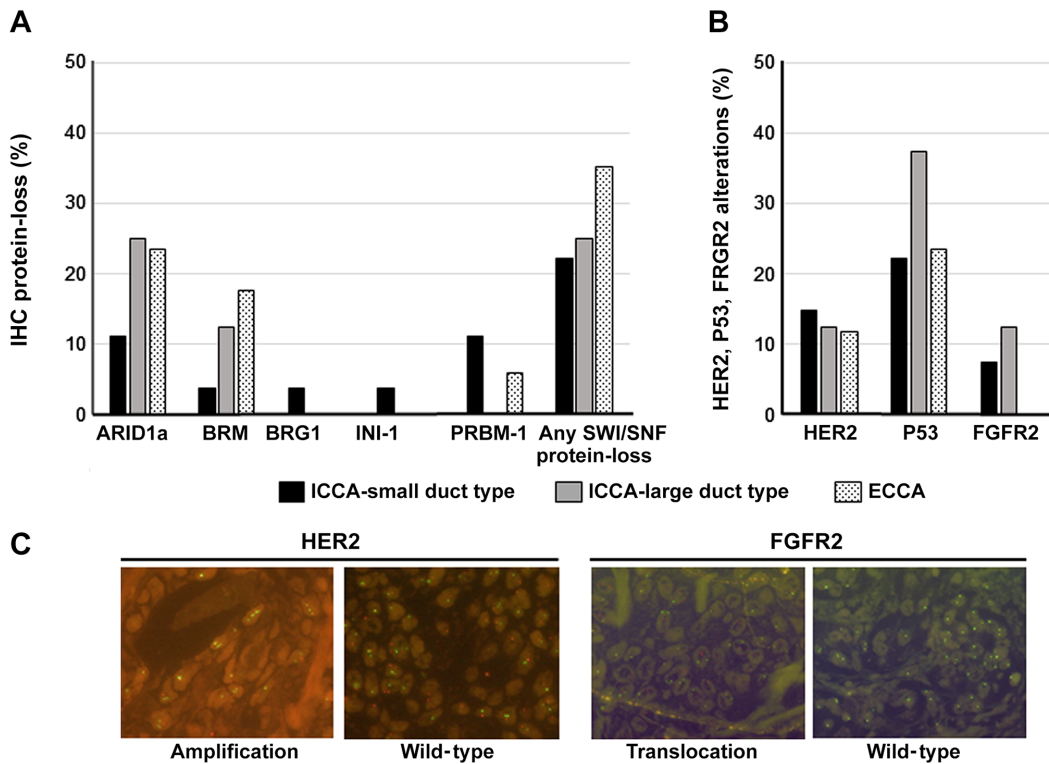 A
B
IHC protein-loss (%)
50
40
30
20
10
0
ARID1a BRM BRG1 INI-1 PRBM-1 Any SWI/SNF
protein-loss
HER2, P53, FRGR2 alterations (%)
50
40
30
20
10
0
HER2 P53 FGFR2
ICCA-small duct type ICCA-large duct type ECCA
C
HER2 FGFR2
Amplification Wild-type Translocation Wild-type